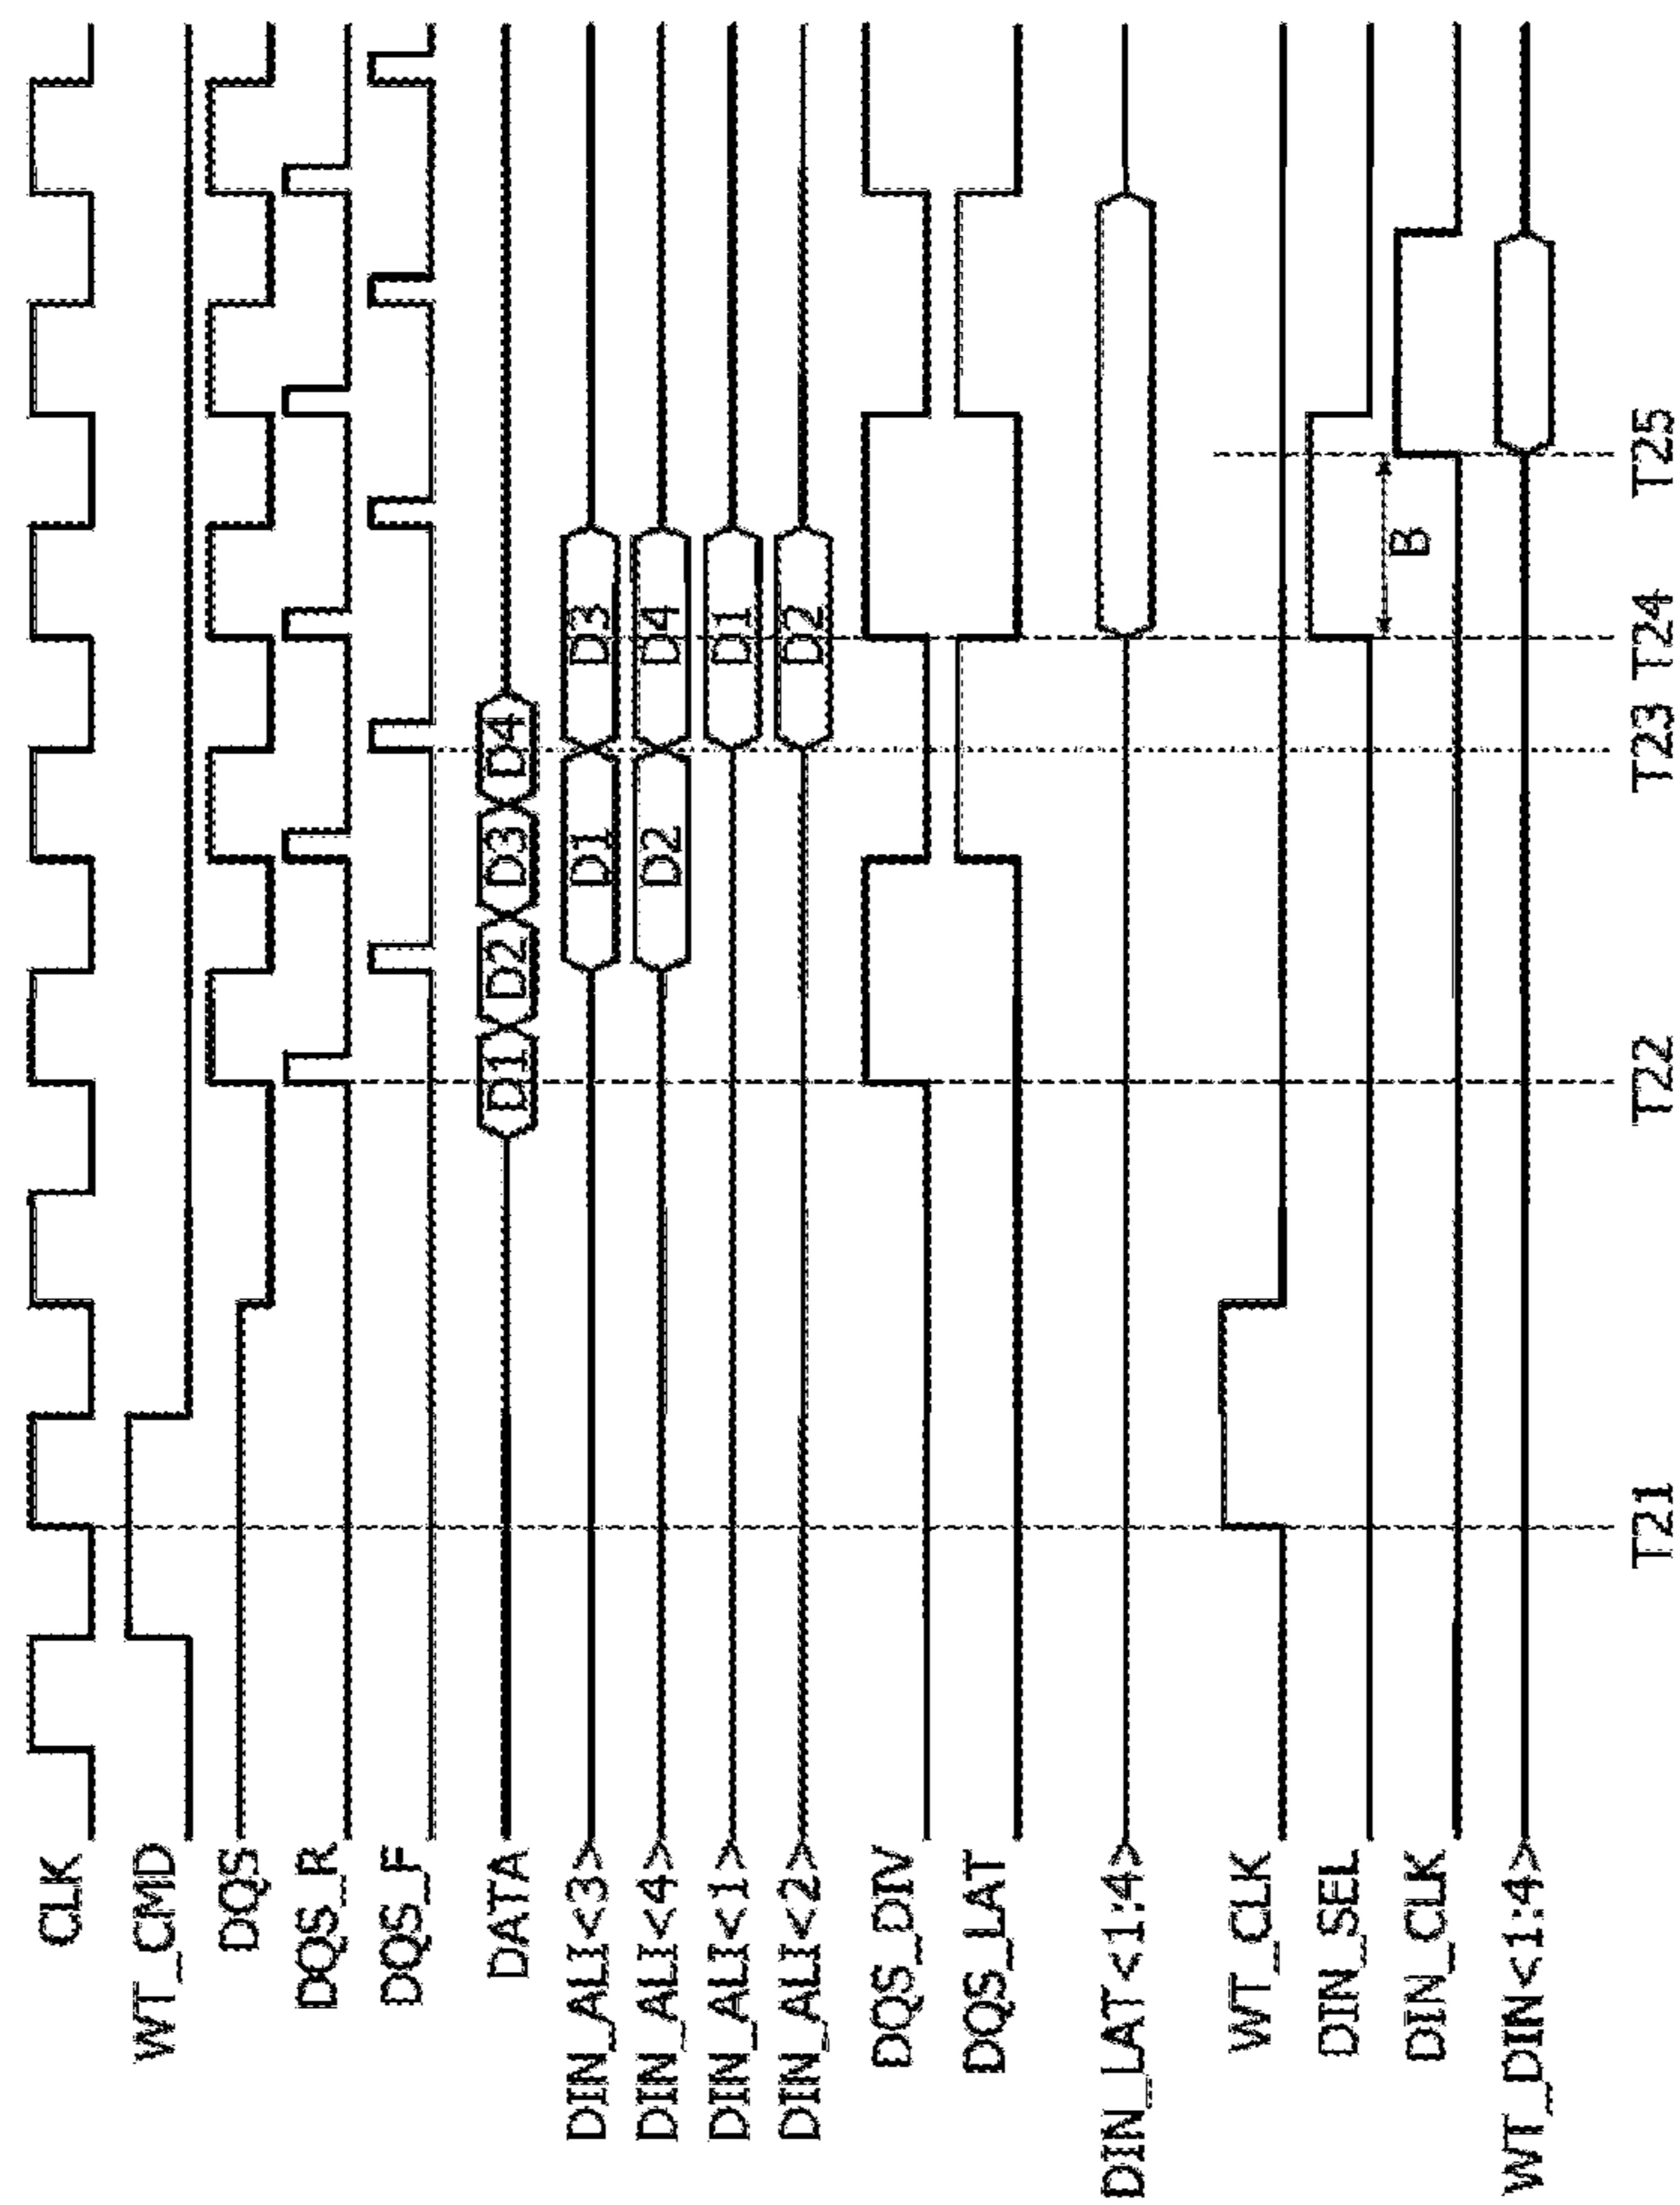 CLK
WT_CMD
DQS
DQS_R
DQS_F
DATA D1 D2 D3 D4
DIN_ALI<3> D1 D3
DIN_ALI<4> D2 D4
DIN_ALI<1> D1
DIN_ALI<2> D2
DQS_DIV
DQS_LAT
DIN_LAT<1:4>
WT_CLK
DIN_SEL
B
DIN_CLK
WT_DIN<1:4>
T21 T22 T23 T24 T25